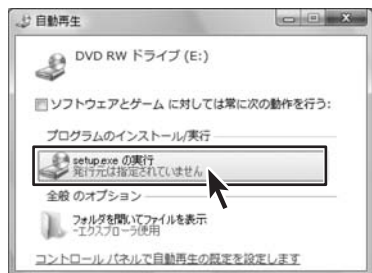 自動再生
DVD RW ドライブ (E:)
ソフトウェアとゲーム に対しては常に次の動作を行う:
プログラムのインストール/実行
setup.exe の実行
発行元は指定されていません
全般 のオプション
フォルダを開いてファイルを表示
-エクスプローラ使用
コントロール パネルで自動再生の既定を設定します